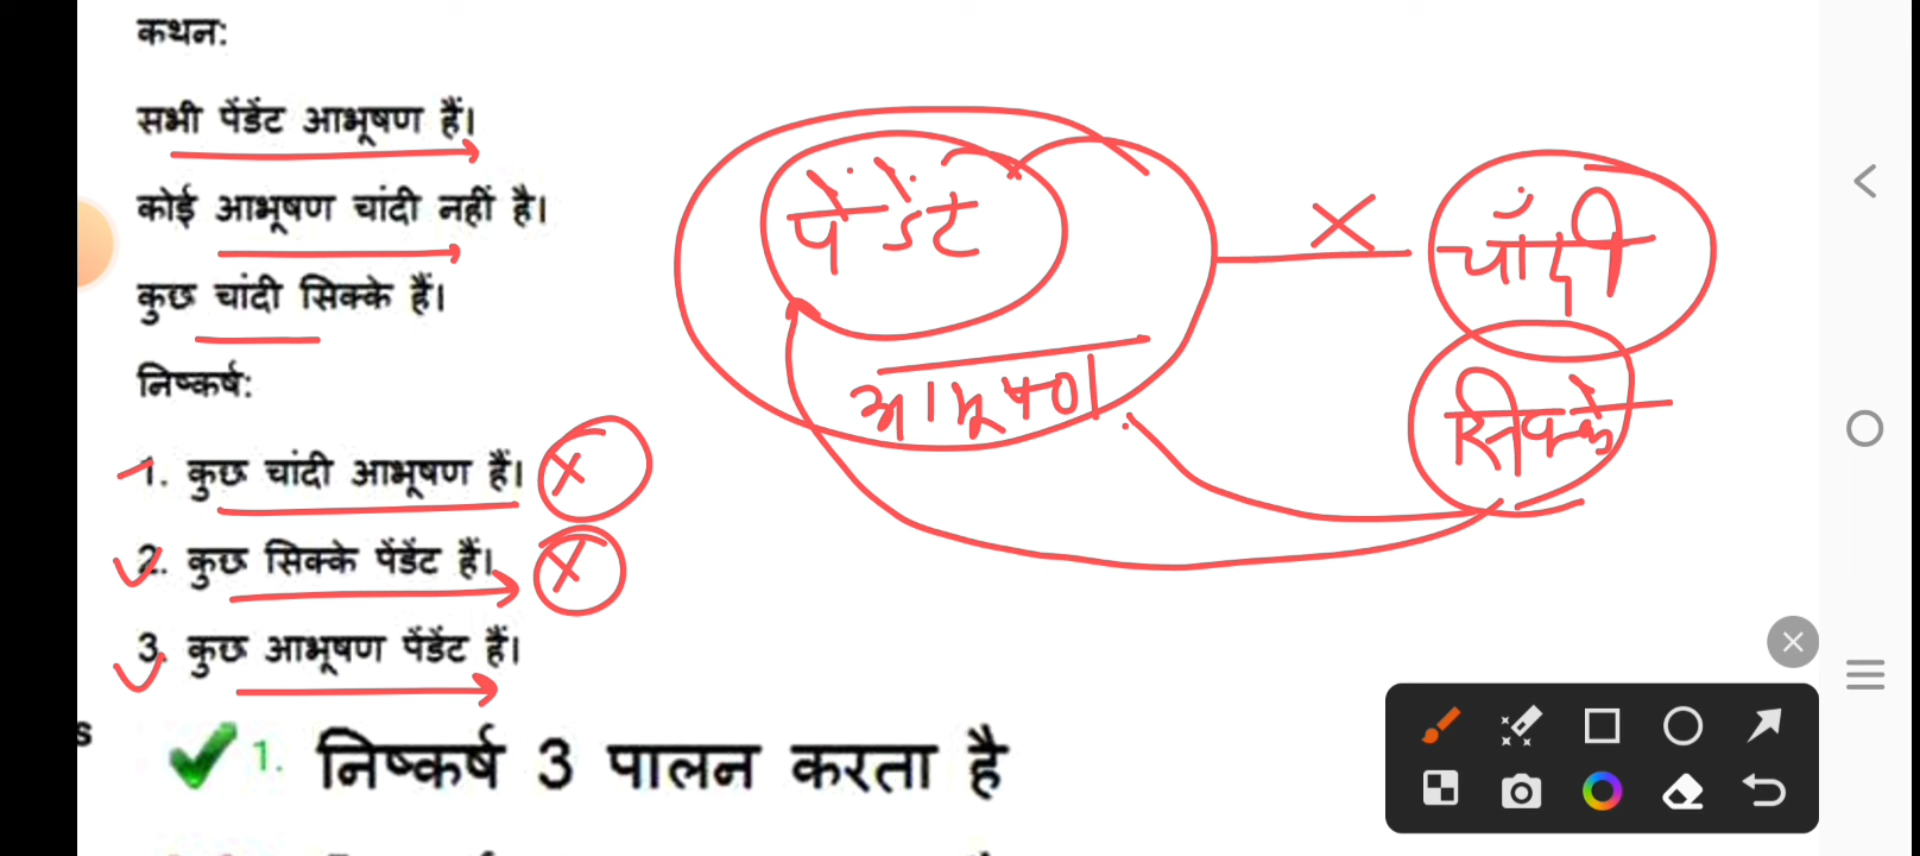 कथन:
सभी पेंडेंट आभूषण हैं।
कोई आभूषण चांदी नहीं है।
कुछ चांदी सिक्के हैं।
निष्कर्ष:
1. कुछ चांदी आभूषण हैं।
2. कुछ सिक्के पेंडेंट हैं।
3. कुछ आभूषण पेंडेंट हैं।
s
1. निष्कर्ष 3 पालन करता है
पेंडेंट
आभूषण
चाँदी
सिक्के